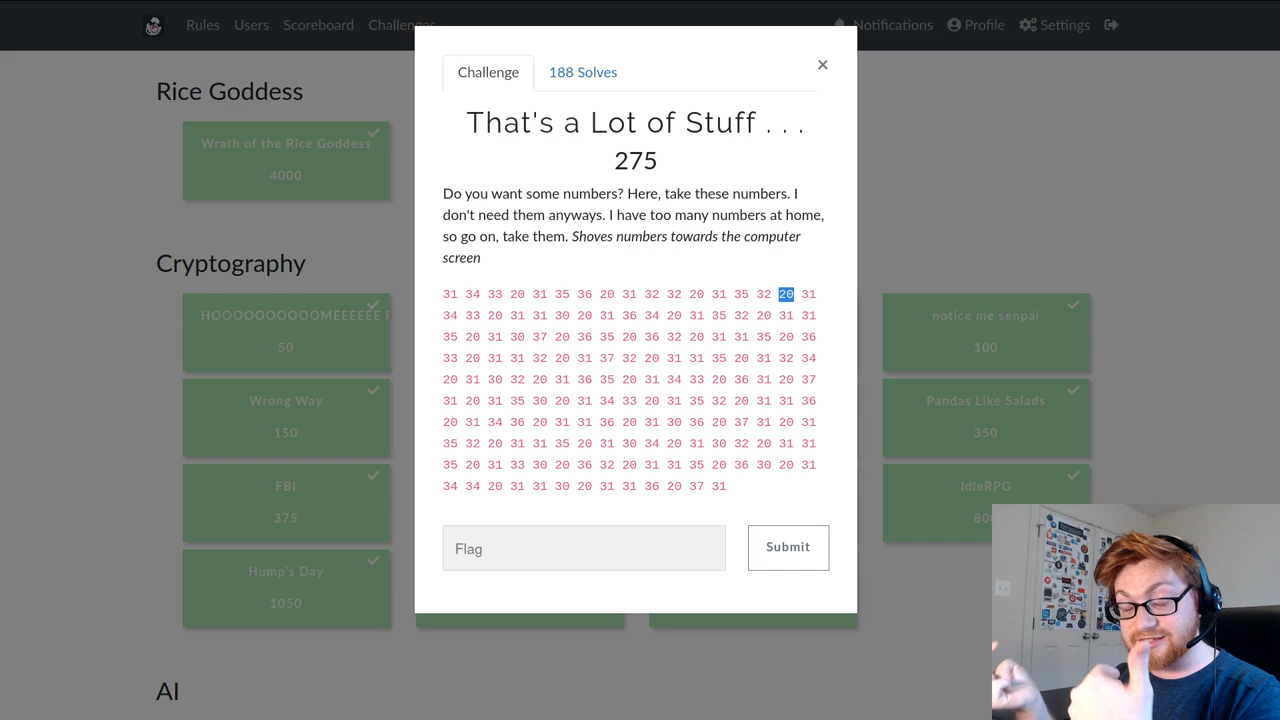 Rules Users Scoreboard Challenges Notifications Profile Settings
Challenge 188 Solves ×
Rice Goddess
That's a Lot of Stuff . . .
Wrath of the Rice Goddess
4000
275
Do you want some numbers? Here, take these numbers. I
don't need them anyways. I have too many numbers at home,
so go on, take them. Shoves numbers towards the computer
screen
Cryptography
31 34 33 20 31 35 36 20 31 32 32 20 31 35 32 20 31
34 33 20 31 31 30 20 31 36 34 20 31 35 32 20 31 31
35 20 31 30 37 20 36 35 20 36 32 20 31 31 35 20 36
33 20 31 31 32 20 31 37 32 20 31 31 35 20 31 32 34
20 31 30 32 20 31 36 35 20 31 34 33 20 36 31 20 37
31 20 31 35 30 20 31 34 33 20 31 35 32 20 31 31 36
20 31 34 36 20 31 31 36 20 31 30 36 20 37 31 20 31
35 32 20 31 31 35 20 31 30 34 20 31 30 32 20 31 31
35 20 31 33 30 20 36 32 20 31 31 35 20 36 30 20 31
34 34 20 31 31 30 20 31 31 36 20 37 31
HOOOOOOOOOOMEEEEEE
50
notice me senpai
100
Wrong Way
150
Pandas Like Salads
350
FBI
375
IdleRPG
Flag
Submit
Hump's Day
1050
AI